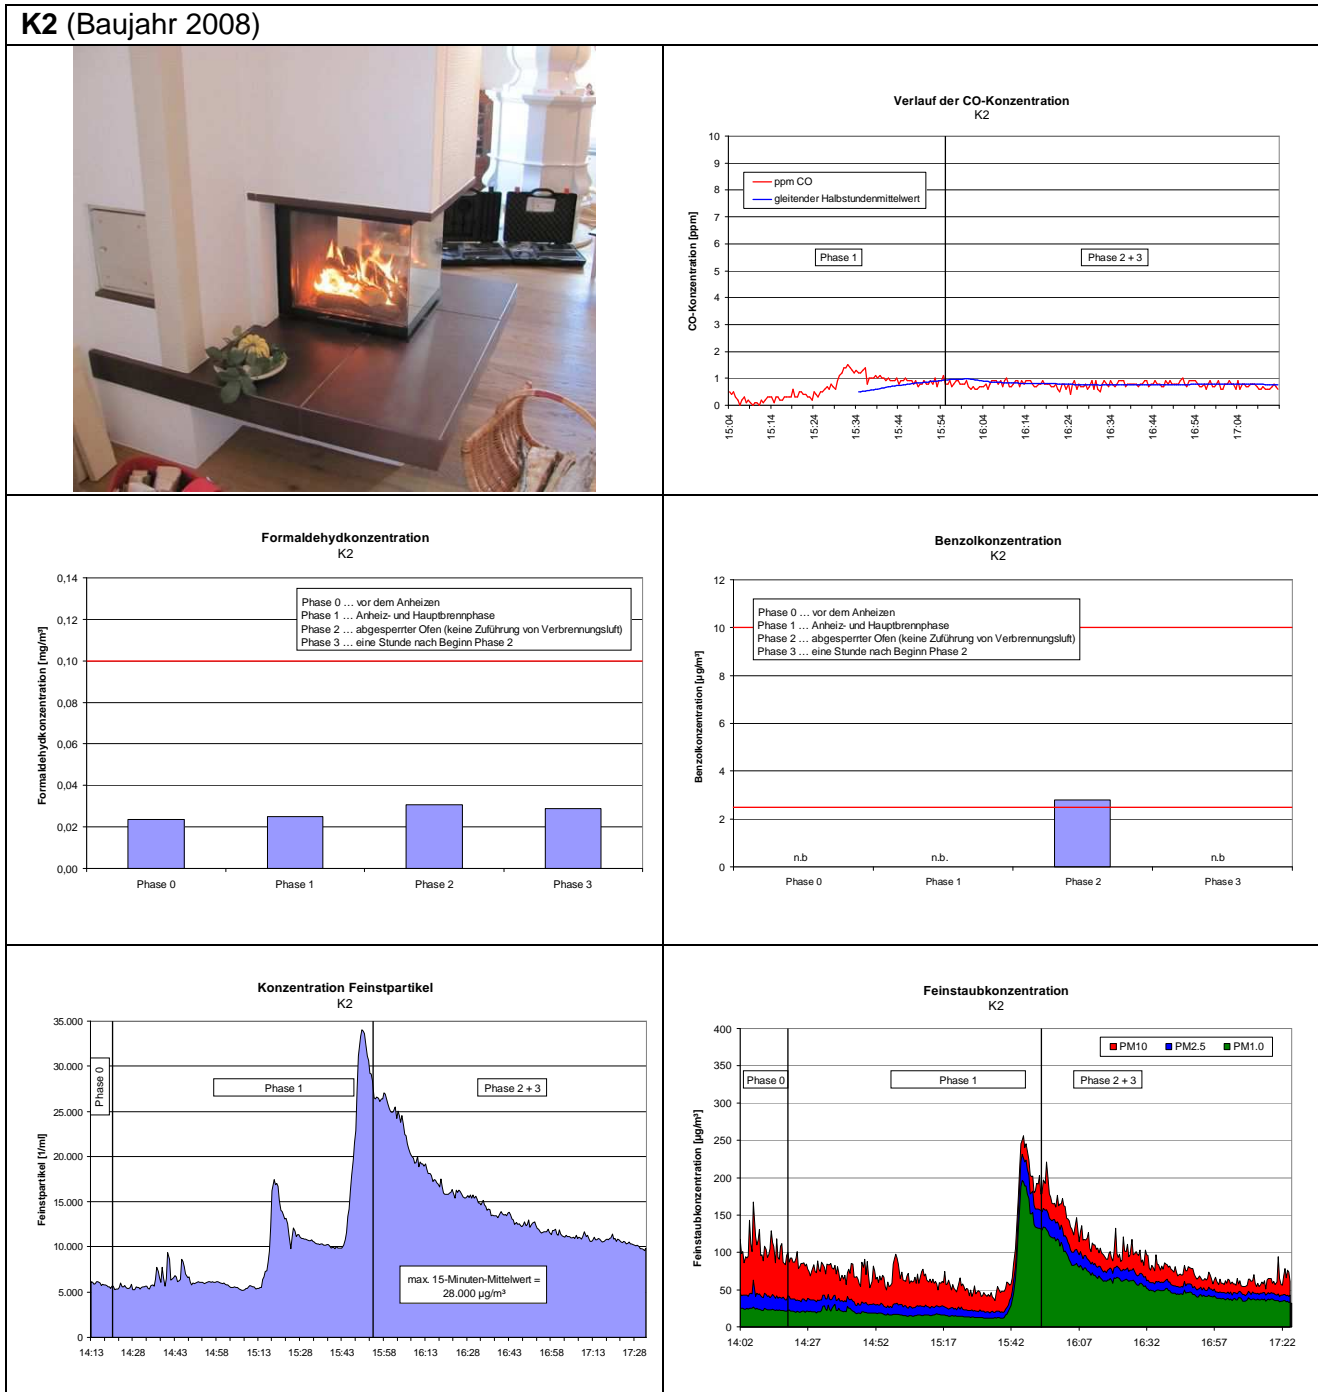 K2 (Baujahr 2008)
Verlauf der CO-Konzentration
K2
CO-Konzentration [ppm]
10
9
8
7
6
5
4
3
2
1
0
ppm CO
gleitender Halbstundenmittelwert
Phase 1
Phase 2 + 3
15:04
15:14
15:24
15:34
15:44
15:54
16:04
16:14
16:24
16:34
16:44
16:54
17:04
Formaldehydkonzentration
K2
Formaldehydkonzentration [mg/m³]
0,14
0,12
0,10
0,08
0,06
0,04
0,02
0,00
Phase 0 ... vor dem Anheizen
Phase 1 ... Anheiz- und Hauptbrennphase
Phase 2 ... abgesperrter Ofen (keine Zuführung von Verbrennungsluft)
Phase 3 ... eine Stunde nach Beginn Phase 2
Phase 0
Phase 1
Phase 2
Phase 3
Benzolkonzentration
K2
Benzolkonzentration [µg/m³]
12
10
8
6
4
2
0
Phase 0 ... vor dem Anheizen
Phase 1 ... Anheiz- und Hauptbrennphase
Phase 2 ... abgesperrter Ofen (keine Zuführung von Verbrennungsluft)
Phase 3 ... eine Stunde nach Beginn Phase 2
n.b
n.b.
n.b
Phase 0
Phase 1
Phase 2
Phase 3
Konzentration Feinstpartikel
K2
Feinstpartikel [1/ml]
35.000
30.000
25.000
20.000
15.000
10.000
5.000
0
Phase 0
Phase 1
Phase 2 + 3
max. 15-Minuten-Mittelwert =
28.000 µg/m³
14:13
14:28
14:43
14:58
15:13
15:28
15:43
15:58
16:13
16:28
16:43
16:58
17:13
17:28
Feinstaubkonzentration
K2
Feinstaubkonzentration [µg/m³]
400
350
300
250
200
150
100
50
0
PM10
PM2.5
PM1.0
Phase 0
Phase 1
Phase 2 + 3
14:02
14:27
14:52
15:17
15:42
16:07
16:32
16:57
17:22